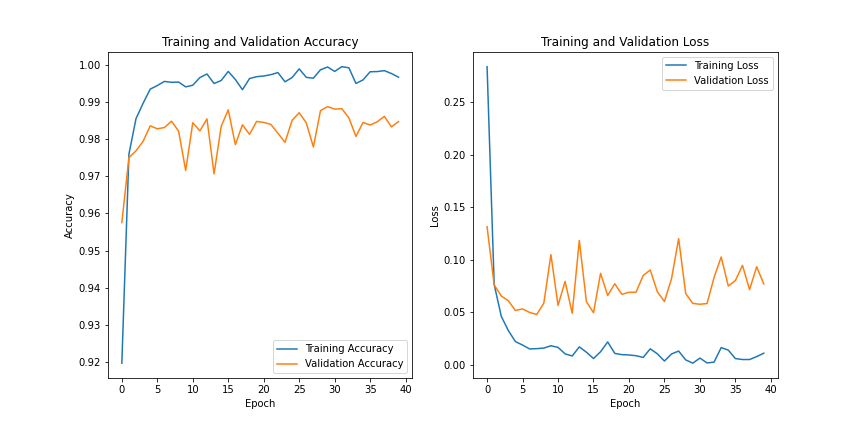 Training and Validation Accuracy
Accuracy
1.00
0.99
0.98
0.97
0.96
0.95
0.94
0.93
0.92
Training Accuracy
Validation Accuracy
0 5 10 15 20 25 30 35 40
Epoch
Training and Validation Loss
Loss
0.25
0.20
0.15
0.10
0.05
0.00
Training Loss
Validation Loss
0 5 10 15 20 25 30 35 40
Epoch